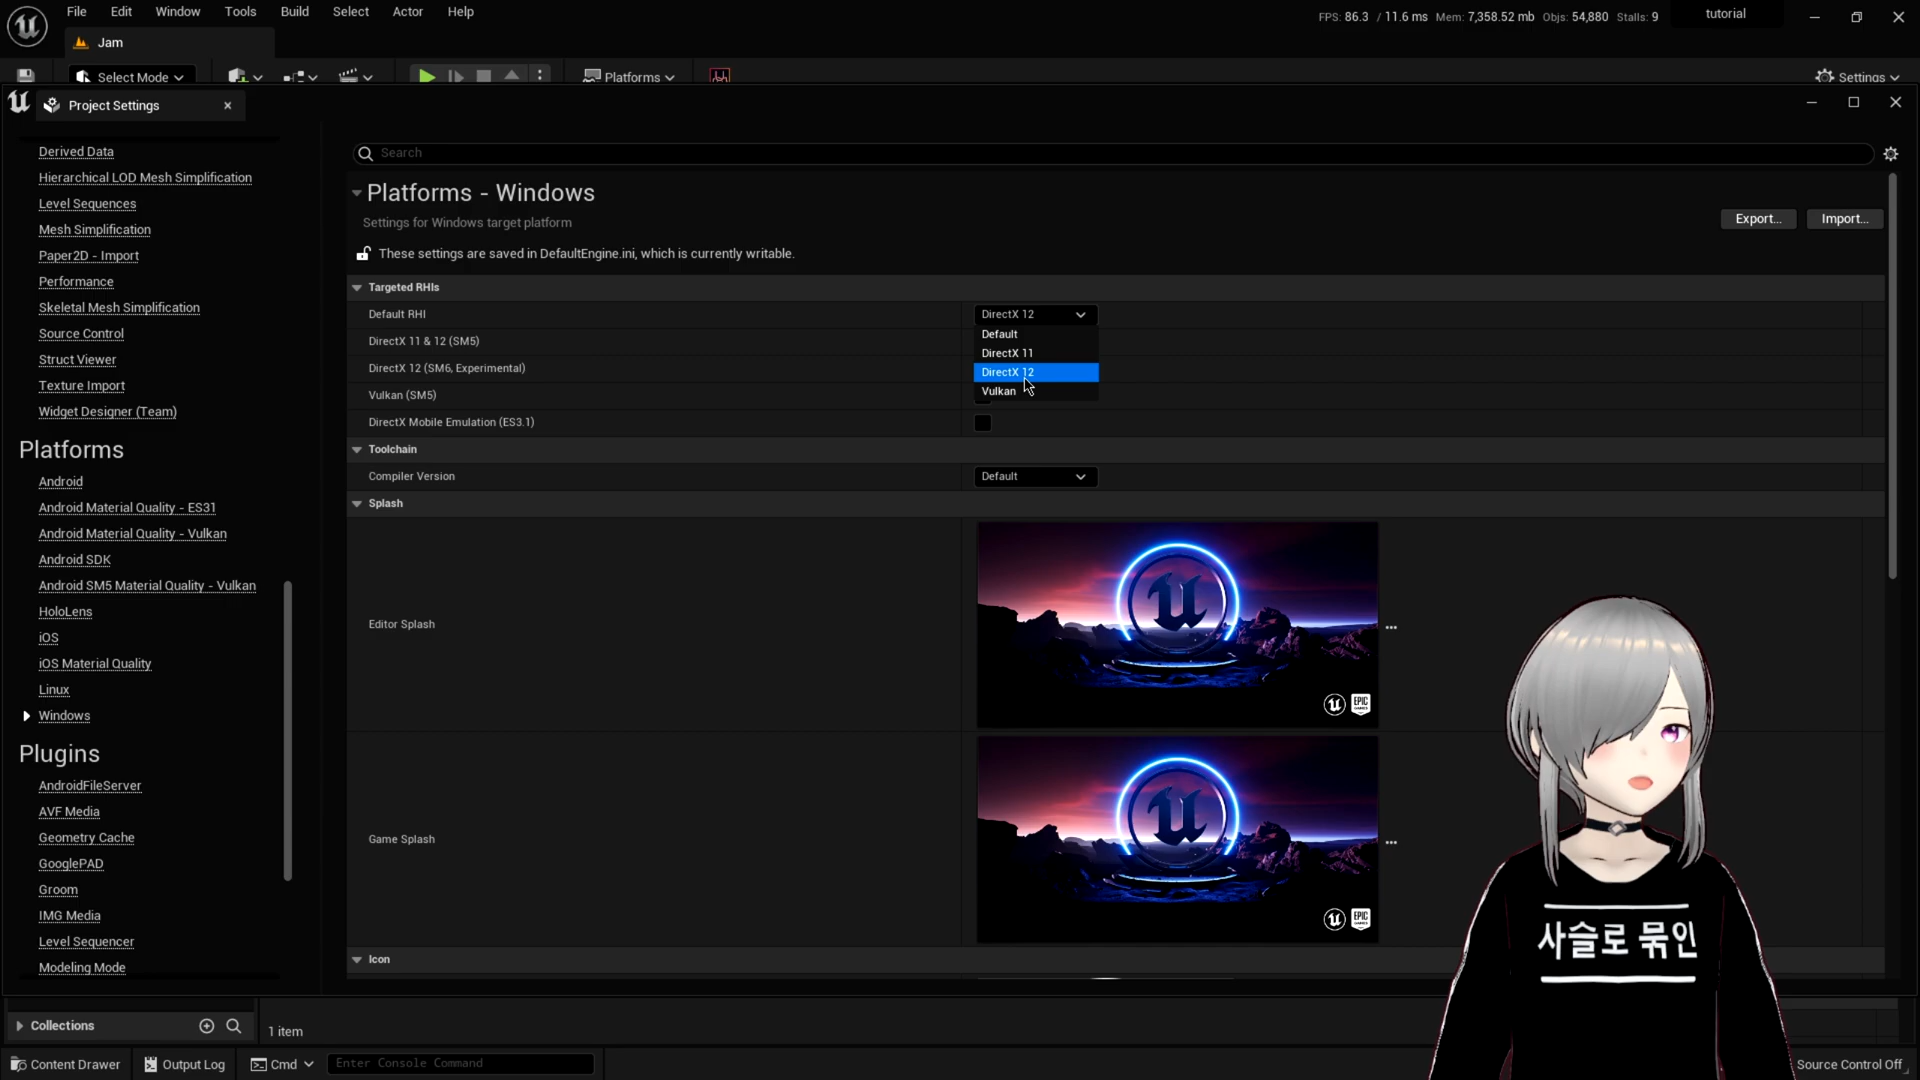 File Edit Window Tools Build Select Actor Help
FPS: 86.3 / 11.6 ms Mem: 7,358.52 mb Objs: 54,880 Stalls: 9
tutorial
Jam
Select Mode
Platforms
Settings
Project Settings
Derived Data
Hierarchical LOD Mesh Simplification
Level Sequences
Mesh Simplification
Paper2D - Import
Performance
Skeletal Mesh Simplification
Source Control
Struct Viewer
Texture Import
Widget Designer (Team)
Platforms
Android
Android Material Quality - ES31
Android Material Quality - Vulkan
Android SDK
Android SM5 Material Quality - Vulkan
HoloLens
iOS
iOS Material Quality
Linux
Windows
Plugins
AndroidFileServer
AVF Media
Geometry Cache
GooglePAD
Groom
IMG Media
Level Sequencer
Modeling Mode
Search
Platforms - Windows
Settings for Windows target platform
Export...
Import...
These settings are saved in DefaultEngine.ini, which is currently writable.
Targeted RHIs
Default RHI
DirectX 12
Default
DirectX 11
DirectX 12
Vulkan
DirectX 11 & 12 (SM5)
DirectX 12 (SM6, Experimental)
Vulkan (SM5)
DirectX Mobile Emulation (ES3.1)
Toolchain
Compiler Version
Default
Splash
Editor Splash
EPIC GAMES
Game Splash
EPIC GAMES
Icon
사슬로 묶인
Collections
1 item
Content Drawer
Output Log
Cmd
Enter Console Command
Source Control Off